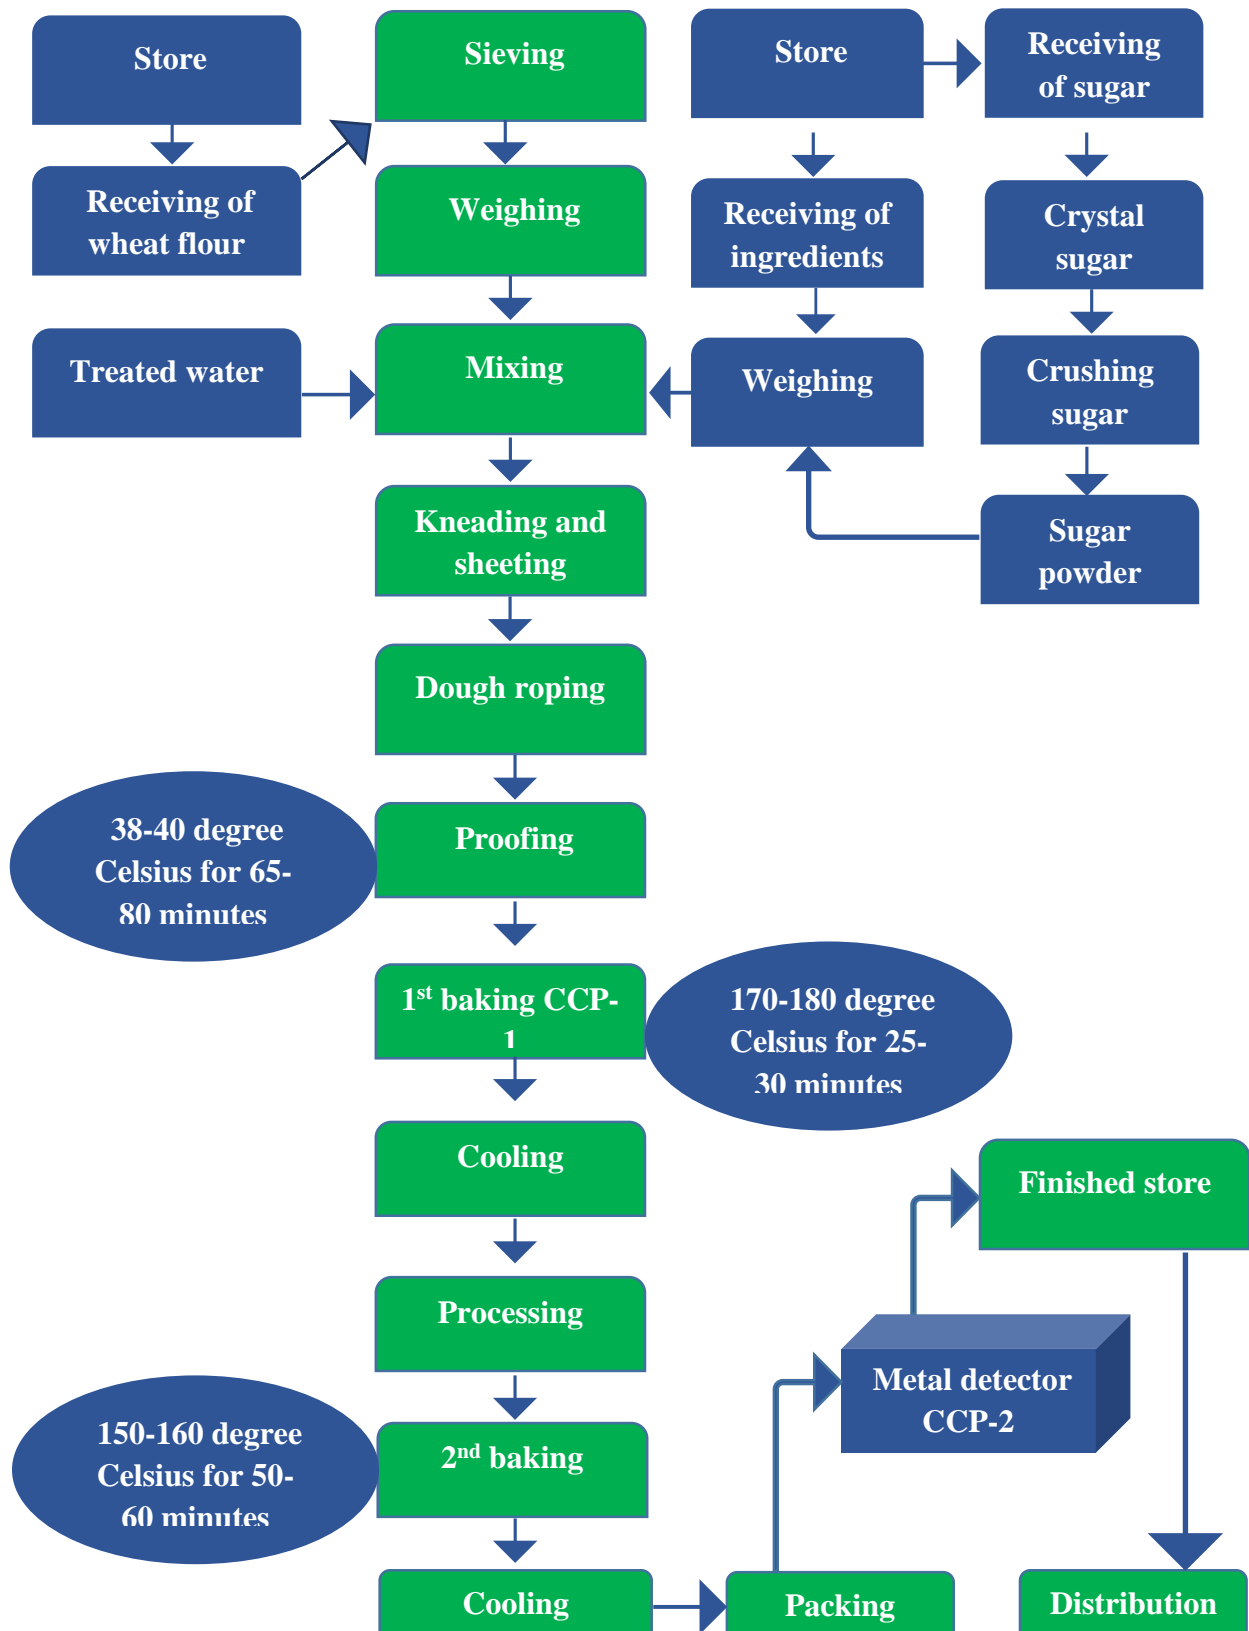 Store
Sieving
Store
Receiving
of sugar
Receiving of
wheat flour
Weighing
Receiving of
ingredients
Crystal
sugar
Treated water
Mixing
Weighing
Crushing
sugar
Kneading and
sheeting
Sugar
powder
Dough roping
38-40 degree
Celsius for 65-
80 minutes
Proofing
1st baking CCP-
1
170-180 degree
Celsius for 25-
30 minutes
Cooling
Finished store
Processing
Metal detector
CCP-2
150-160 degree
Celsius for 50-
60 minutes
2nd baking
Cooling
Packing
Distribution